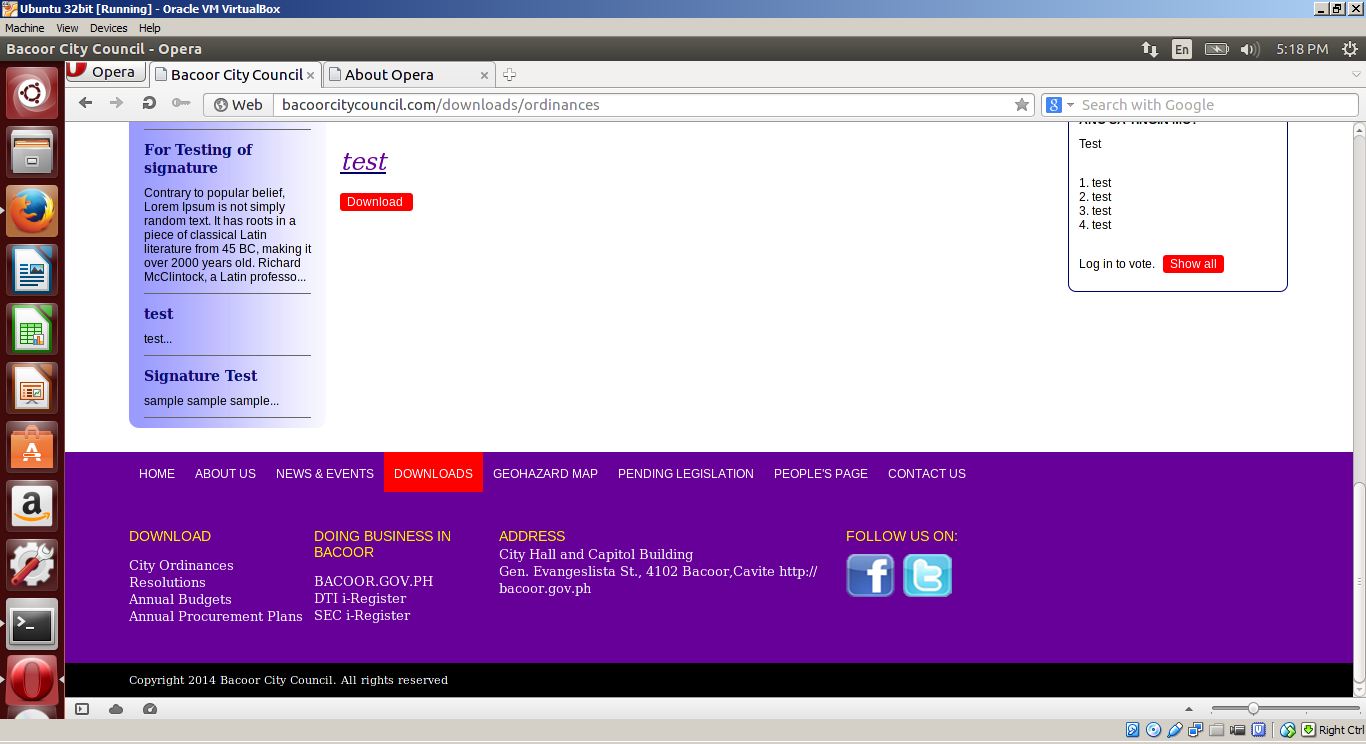 Ubuntu 32bit [Running] - Oracle VM VirtualBox
Machine View Devices Help
Bacoor City Council - Opera
En
5:18 PM
Opera
Bacoor City Council
About Opera
Web
bacoorcitycouncil.com/downloads/ordinances
Search with Google
For Testing of
signature
Contrary to popular belief,
Lorem Ipsum is not simply
random text. It has roots in a
piece of classical Latin
literature from 45 BC, making it
over 2000 years old. Richard
McClintock, a Latin professo...
test
test...
Signature Test
sample sample sample...
test
Download
Test
1. test
2. test
3. test
4. test
Log in to vote. Show all
HOME ABOUT US NEWS & EVENTS DOWNLOADS GEOHAZARD MAP PENDING LEGISLATION PEOPLE'S PAGE CONTACT US
DOWNLOAD
City Ordinances
Resolutions
Annual Budgets
Annual Procurement Plans
DOING BUSINESS IN
BACOOR
BACOOR.GOV.PH
DTI i-Register
SEC i-Register
ADDRESS
City Hall and Capitol Building
Gen. Evangeslista St., 4102 Bacoor,Cavite http://
bacoor.gov.ph
FOLLOW US ON:
Copyright 2014 Bacoor City Council. All rights reserved
Right Ctrl